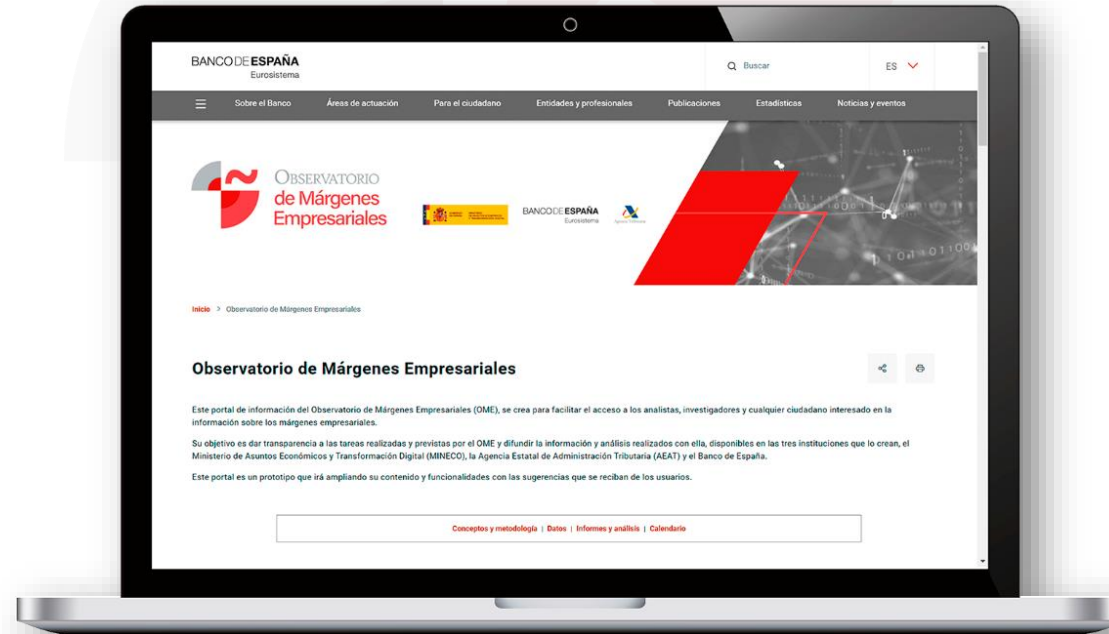 BANCO DE ESPAÑA
Eurosistema
Buscar
ES
Sobre el Banco
Áreas de actuación
Para el ciudadano
Entidades y profesionales
Publicaciones
Estadísticas
Noticias y eventos
OBSERVATORIO
de Márgenes
Empresariales
BANCO DE ESPAÑA
Eurosistema
Agencia Tributaria
Inicio > Observatorio de Márgenes Empresariales
Observatorio de Márgenes Empresariales
Este portal de información del Observatorio de Márgenes Empresariales (OME), se crea para facilitar el acceso a los analistas, investigadores y cualquier ciudadano interesado en la
información sobre los márgenes empresariales.
Su objetivo es dar transparencia a las tareas realizadas y previstas por el OME y difundir la información y análisis realizados con ella, disponibles en las tres instituciones que lo crean, el
Ministerio de Asuntos Económicos y Transformación Digital (MINECO), la Agencia Estatal de Administración Tributaria (AEAT) y el Banco de España.
Este portal es un prototipo que irá ampliando su contenido y funcionalidades con las sugerencias que se reciban de los usuarios.
Conceptos y metodología | Datos | Informes y análisis | Calendario